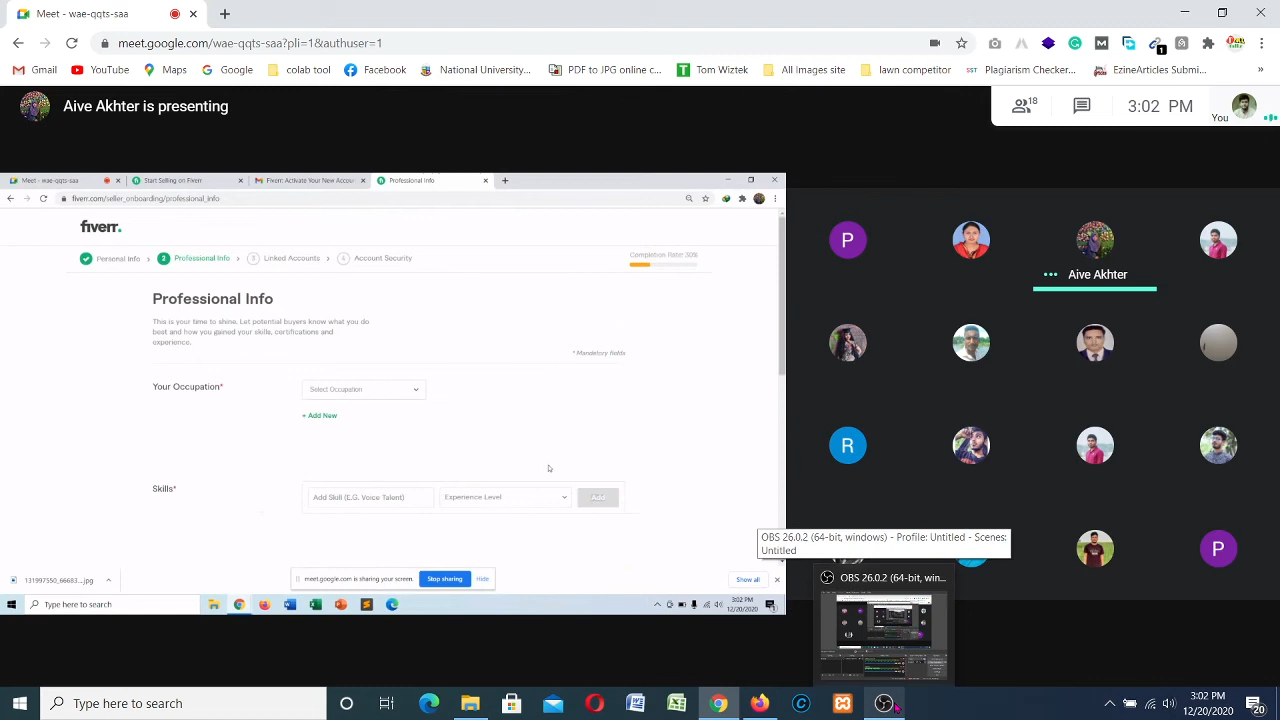 Meet - wae-qqts-saa
meet.google.com/wae-qqts-saa?pli=1&authuser=1
1
Gmail YouTube Maps Google colab tool Facebook National University... PDF to JPG online c... Tom Wiztek All Images site lawn competitor SST Plagiarism Checker... EzineArticles Submi... »
Aive Akhter is presenting
18
3:02 PM
You
Meet - wae-qqts-saa Start Selling on Fiverr Fiverr: Activate Your New Accou Professional Info
fiverr.com/seller_onboarding/professional_info
fiverr.
Personal Info 2 Professional Info 3 Linked Accounts 4 Account Security
Completion Rate: 30%
Professional Info
This is your time to shine. Let potential buyers know what you do
best and how you gained your skills, certifications and
experience.
* Mandatory fields
Your Occupation*
Select Occupation
+ Add New
Skills*
Add Skill (E.G. Voice Talent) Experience Level Add
P
Aive Akhter
R
P
OBS 26.0.2 (64-bit, windows) - Profile: Untitled - Scenes:
Untitled
OBS 26.0.2 (64-bit, win...
131997550_66683....jpg
meet.google.com is sharing your screen. Stop sharing Hide
Show all
Type here to search
3:02 PM
12/20/2020
Type here to search
3:02 PM
12/20/2020
20